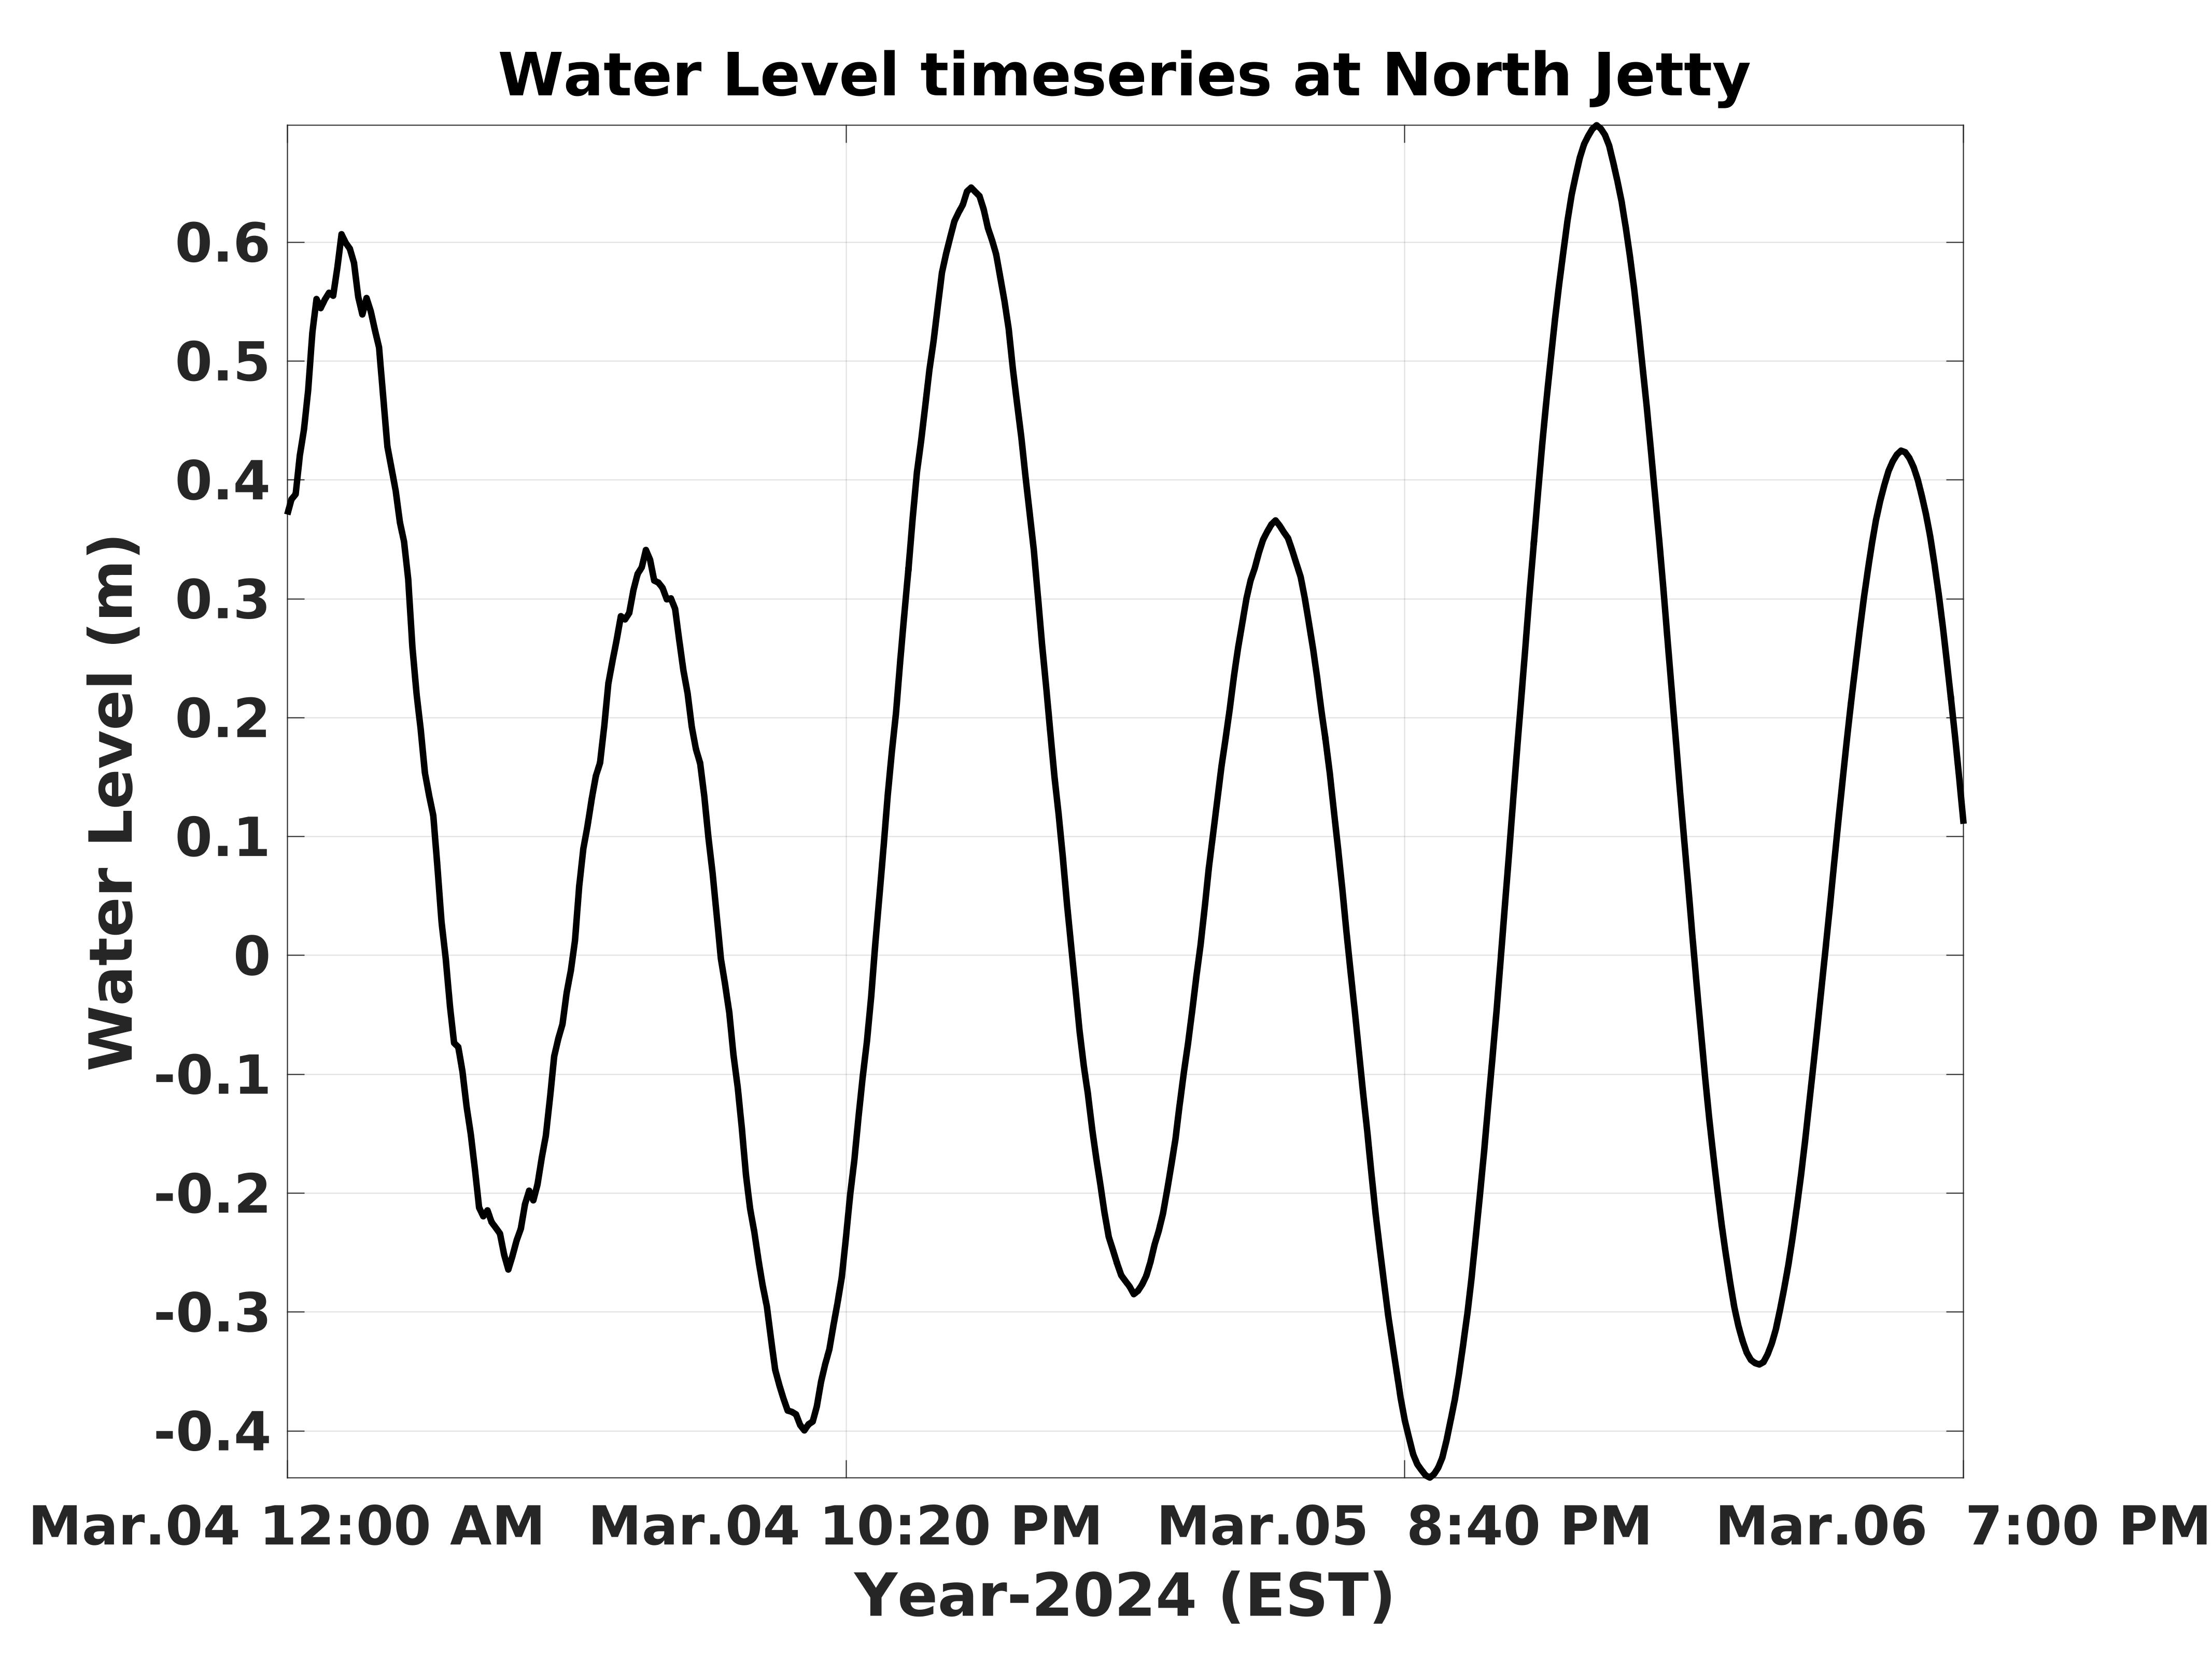 Water Level timeseries at North Jetty
Water Level (m)
0.6
0.5
0.4
0.3
0.2
0.1
0
-0.1
-0.2
-0.3
-0.4
Mar.04 12:00 AM Mar.04 10:20 PM Mar.05 8:40 PM Mar.06 7:00 PM
Year-2024 (EST)